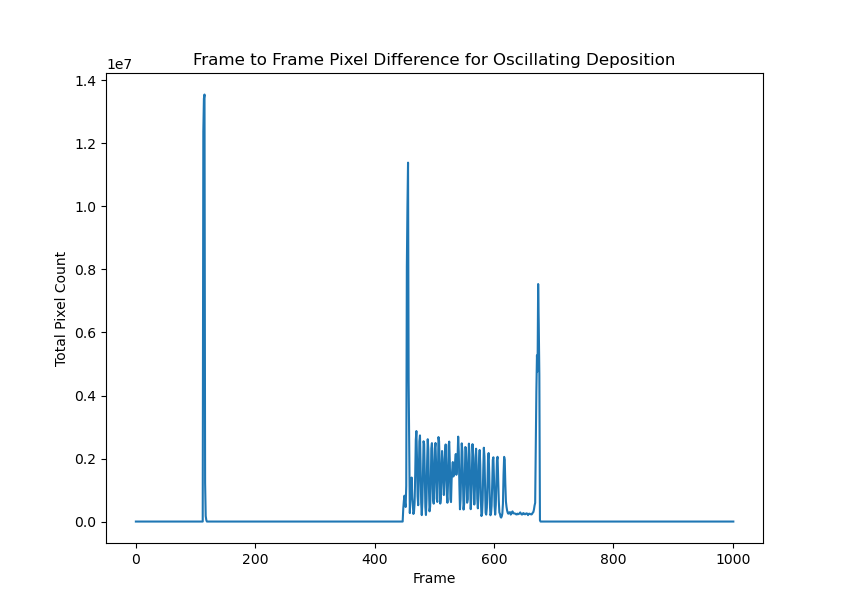 Frame to Frame Pixel Difference for Oscillating Deposition
1e7
1.4
1.2
1.0
0.8
0.6
0.4
0.2
0.0
Total Pixel Count
0 200 400 600 800 1000
Frame